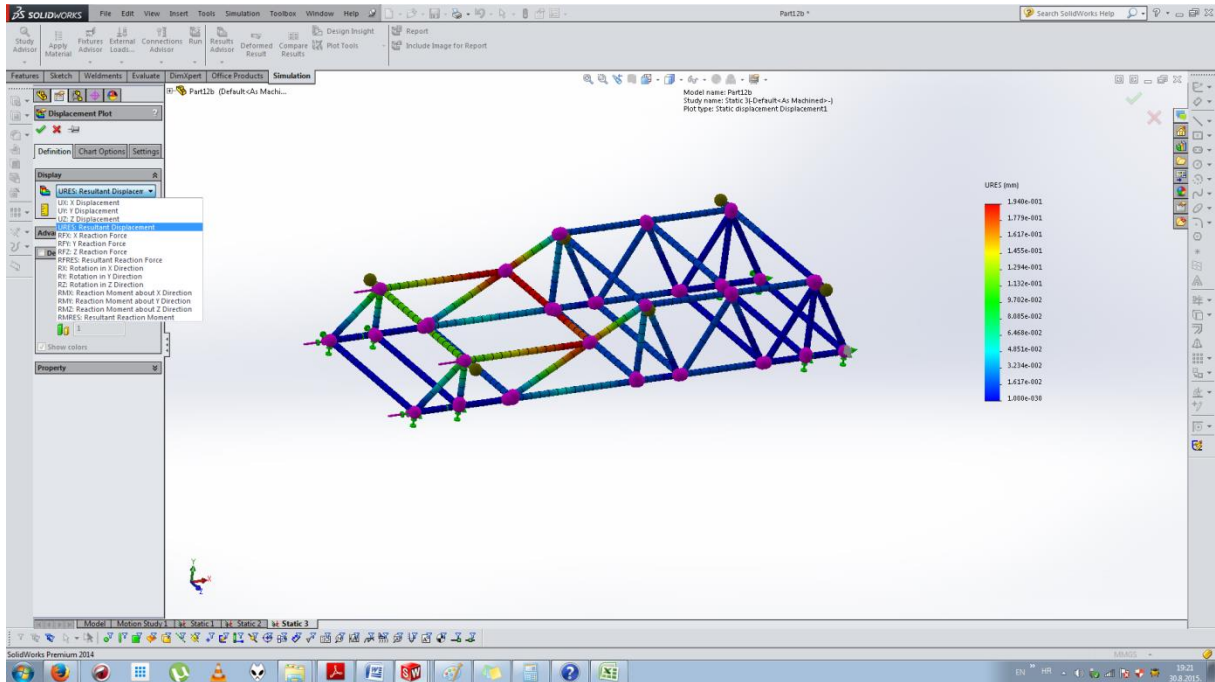 SOLIDWORKS File Edit View Insert Tools Simulation Toolbox Window Help
Part12b *
Search SolidWorks Help
Study Advisor
Apply Material
Fixtures Advisor
External Loads...
Connections Advisor
Run
Results Advisor
Deformed Result
Compare Results
Design Insight
Plot Tools
Report
Include Image for Report
Features Sketch Weldments Evaluate DimXpert Office Products Simulation
Part12b (Default<As Machi...
Model name: Part12b
Study name: Static 3(-Default<As Machined>-)
Plot type: Static displacement Displacement1
Displacement Plot ?
Definition Chart Options Settings
Display
URES: Resultant Displacem
UX: X Displacement
UY: Y Displacement
UZ: Z Displacement
URES: Resultant Displacement
RFX: X Reaction Force
RFY: Y Reaction Force
RFZ: Z Reaction Force
RFRES: Resultant Reaction Force
RX: Rotation in X Direction
RY: Rotation in Y Direction
RZ: Rotation in Z Direction
RMX: Reaction Moment about X Direction
RMY: Reaction Moment about Y Direction
RMZ: Reaction Moment about Z Direction
RMRES: Resultant Reaction Moment
1
Show colors
Property
URES (mm)
1.940e-001
1.779e-001
1.617e-001
1.455e-001
1.294e-001
1.132e-001
9.702e-002
8.085e-002
6.468e-002
4.851e-002
3.234e-002
1.617e-002
1.000e-030
Y
X
Z
Model Motion Study 1 Static 1 Static 2 Static 3
SolidWorks Premium 2014
MMGS
EN HR
19:21
30.8.2015.